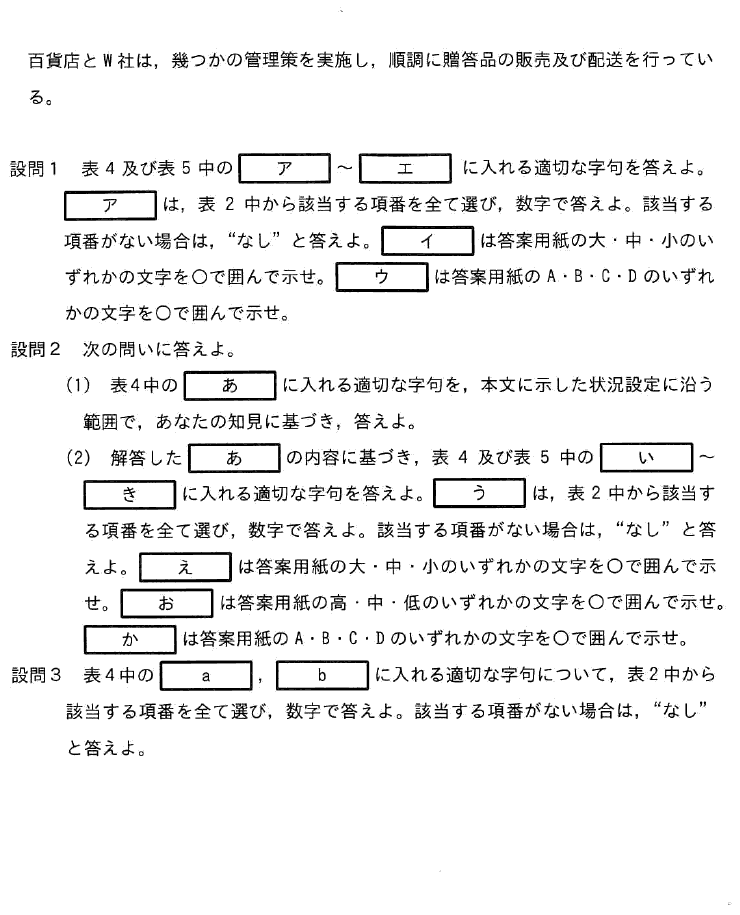 百貨店とW社は，幾つかの管理策を実施し，順調に贈答品の販売及び配送を行ってい
る。
設問1　表4及び表5中の ア ～ エ に入れる適切な字句を答えよ。
ア は，表2中から該当する項番を全て選び，数字で答えよ。該当する
項番がない場合は，“なし”と答えよ。 イ は答案用紙の大・中・小のい
ずれかの文字を〇で囲んで示せ。 ウ は答案用紙のA・B・C・Dのいずれ
かの文字を〇で囲んで示せ。
設問2　次の問いに答えよ。
(1)　表4中の あ に入れる適切な字句を，本文に示した状況設定に沿う
範囲で，あなたの知見に基づき，答えよ。
(2)　解答した あ の内容に基づき，表4及び表5中の い ～
き に入れる適切な字句を答えよ。 う は，表2中から該当す
る項番を全て選び，数字で答えよ。該当する項番がない場合は，“なし”と答
えよ。 え は答案用紙の大・中・小のいずれかの文字を〇で囲んで示
せ。 お は答案用紙の高・中・低のいずれかの文字を〇で囲んで示せ。
か は答案用紙のA・B・C・Dのいずれかの文字を〇で囲んで示せ。
設問3　表4中の a ， b に入れる適切な字句について，表2中から
該当する項番を全て選び，数字で答えよ。該当する項番がない場合は，“なし”
と答えよ。